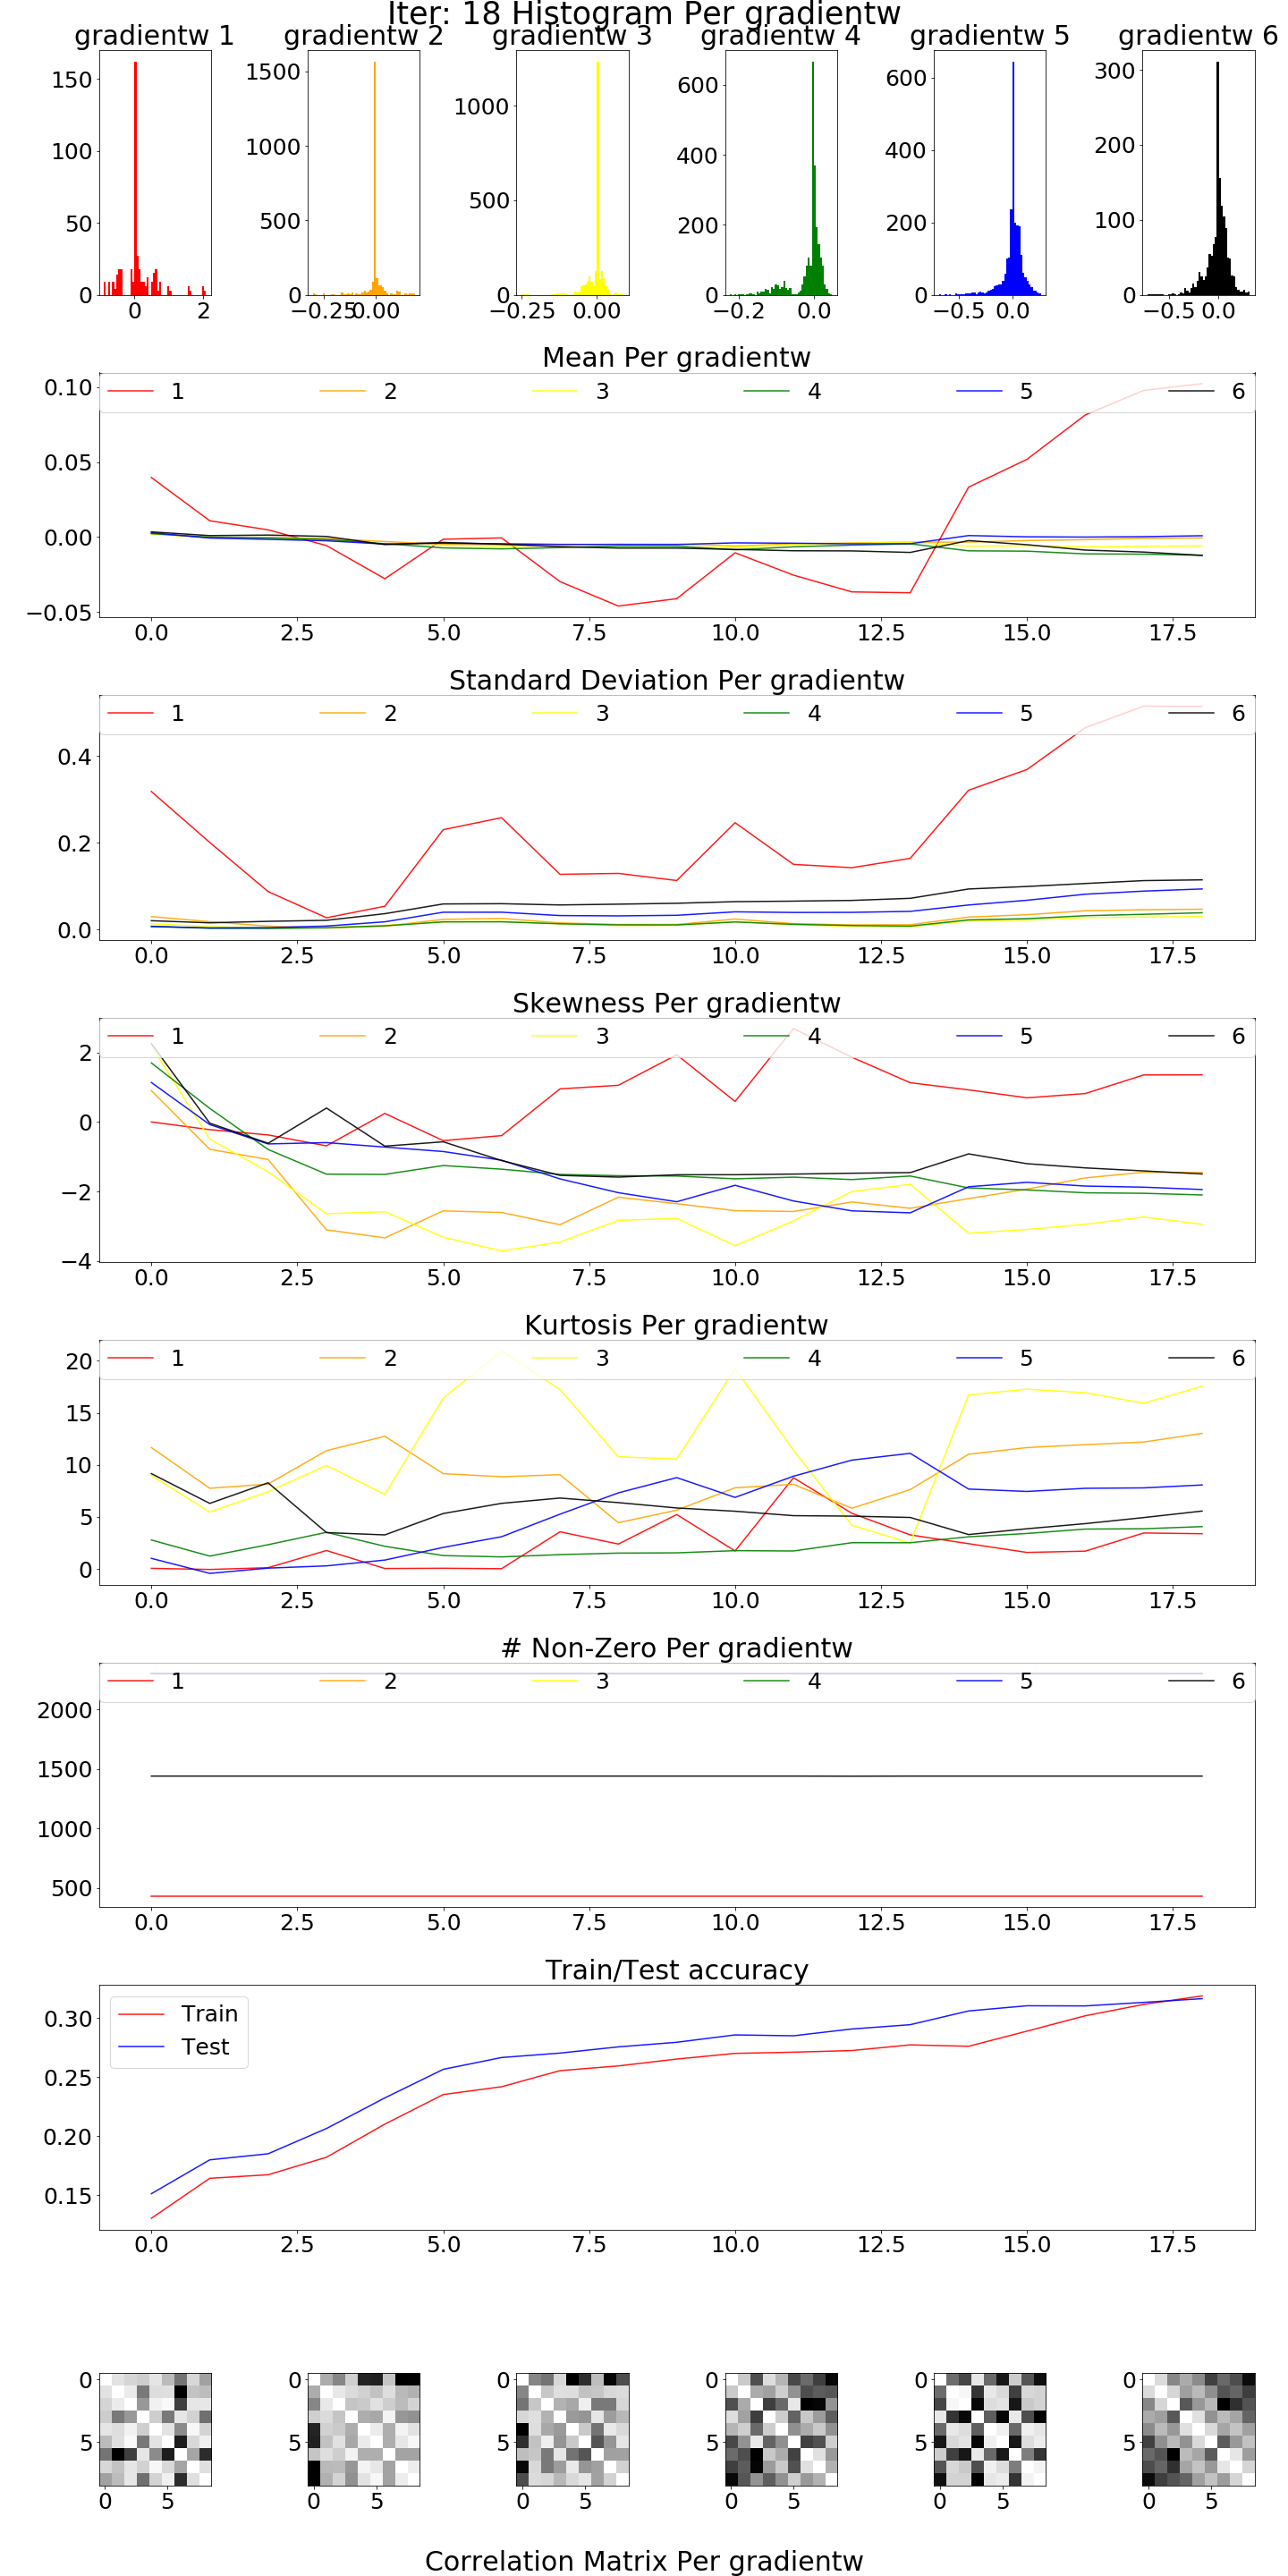 Iter: 18 Histogram Per gradientw
gradientw 1 gradientw 2 gradientw 3 gradientw 4 gradientw 5 gradientw 6
150
100
50
0
0 2
1500
1000
500
0
−0.25 0.00
1000
500
0
−0.25 0.00
600
400
200
0
−0.2 0.0
600
400
200
0
−0.5 0.0
300
200
100
0
−0.5 0.0
Mean Per gradientw
1 2 3 4 5 6
0.10
0.05
0.00
−0.05
0.0 2.5 5.0 7.5 10.0 12.5 15.0 17.5
Standard Deviation Per gradientw
1 2 3 4 5 6
0.4
0.2
0.0
0.0 2.5 5.0 7.5 10.0 12.5 15.0 17.5
Skewness Per gradientw
1 2 3 4 5 6
2
0
−2
−4
0.0 2.5 5.0 7.5 10.0 12.5 15.0 17.5
Kurtosis Per gradientw
1 2 3 4 5 6
20
15
10
5
0
0.0 2.5 5.0 7.5 10.0 12.5 15.0 17.5
# Non-Zero Per gradientw
1 2 3 4 5 6
2000
1500
1000
500
0.0 2.5 5.0 7.5 10.0 12.5 15.0 17.5
Train/Test accuracy
Train
Test
0.30
0.25
0.20
0.15
0.0 2.5 5.0 7.5 10.0 12.5 15.0 17.5
0 0 0 0 0 0
5 5 5 5 5 5
0 5 0 5 0 5 0 5 0 5 0 5
Correlation Matrix Per gradientw